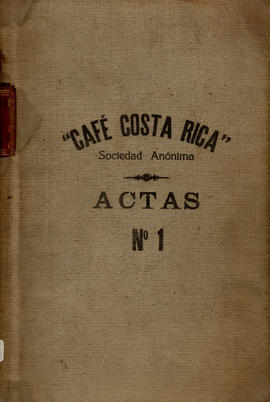 "CAFÉ COSTA RICA"
Sociedad Anónima
ACTAS
Nº 1